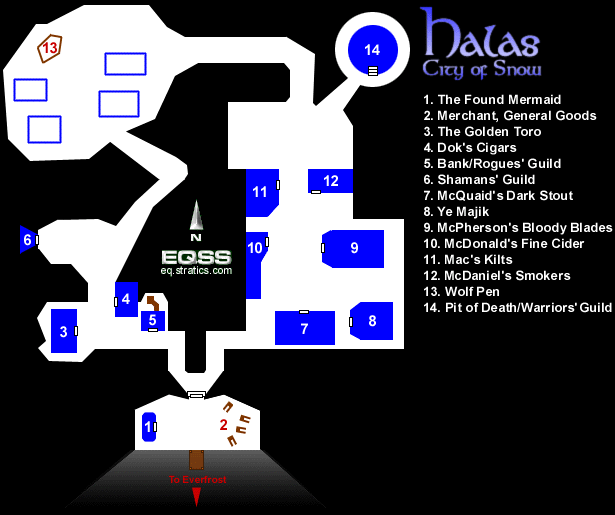 Halas
City of Snow
1. The Found Mermaid
2. Merchant, General Goods
3. The Golden Toro
4. Dok's Cigars
5. Bank/Rogues' Guild
6. Shamans' Guild
7. McQuaid's Dark Stout
8. Ye Majik
9. McPherson's Bloody Blades
10. McDonald's Fine Cider
11. Mac's Kilts
12. McDaniel's Smokers
13. Wolf Pen
14. Pit of Death/Warriors' Guild
13
14
11
12
6
N
EQSS
eq.stratics.com
10
9
4
5
3
7
8
1
2
To Everfrost